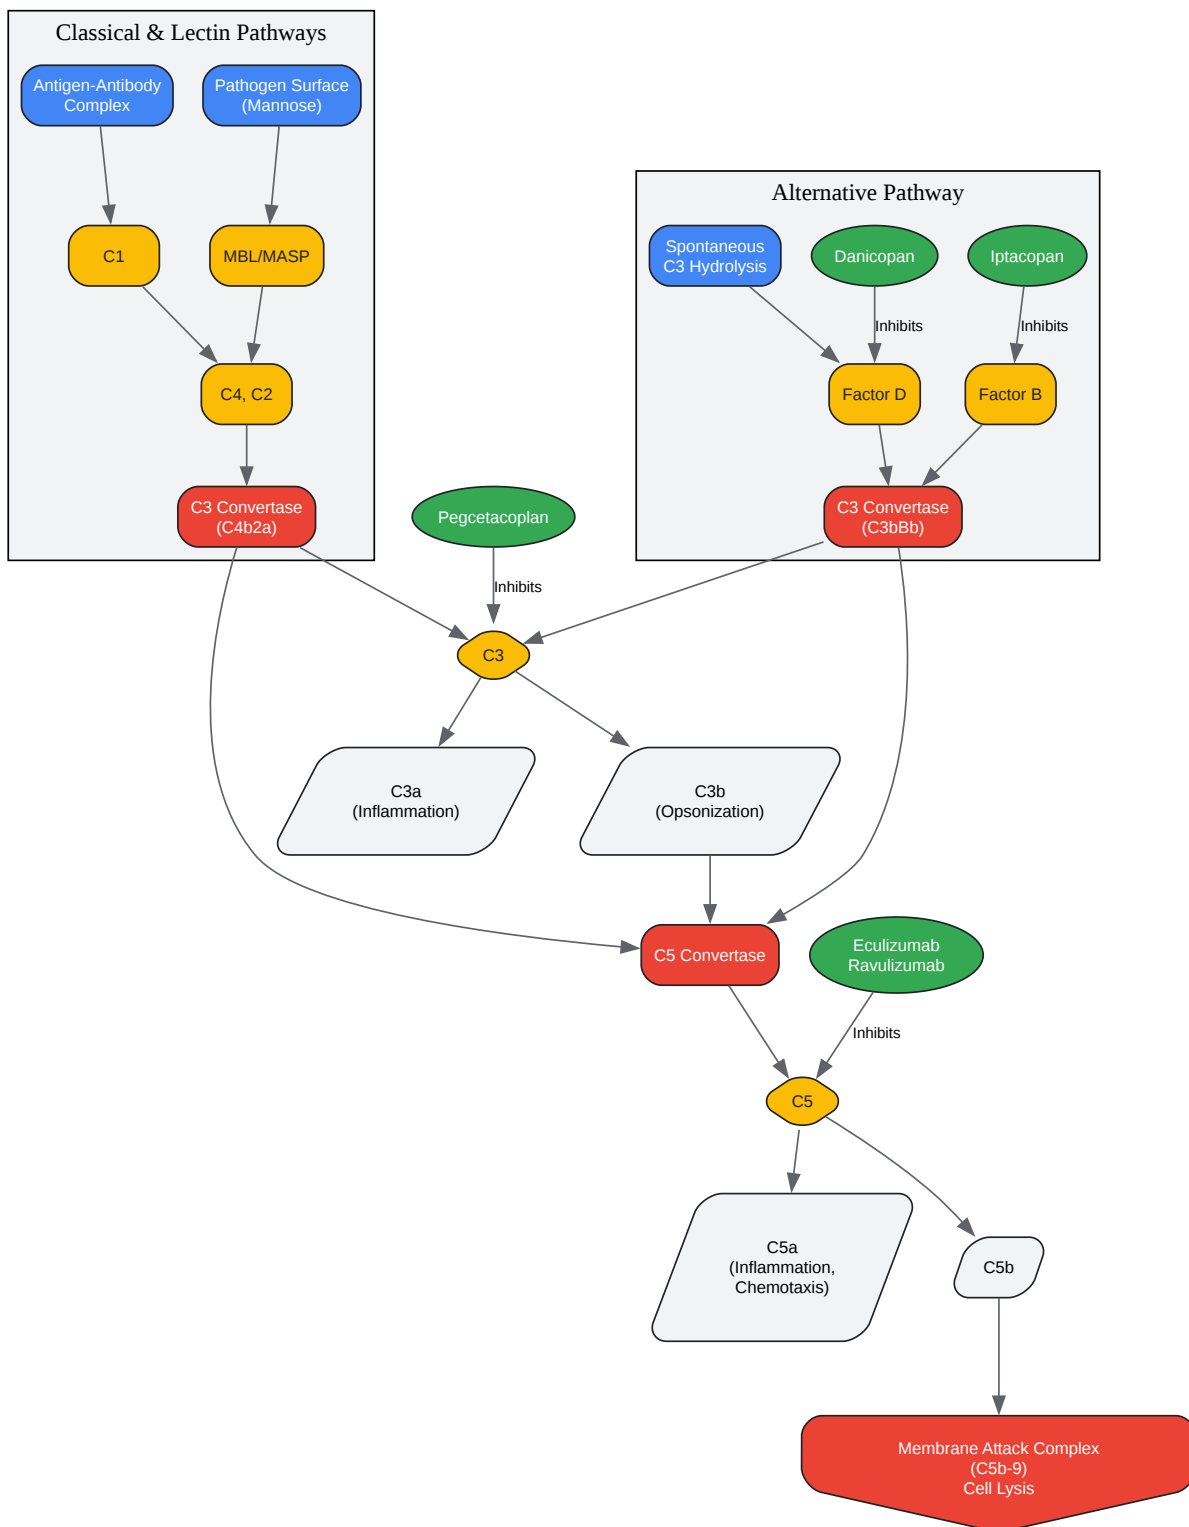 Classical & Lectin Pathways
Antigen-Antibody
Complex
Pathogen Surface
(Mannose)
C1
MBL/MASP
C4, C2
C3 Convertase
(C4b2a)
Alternative Pathway
Spontaneous
C3 Hydrolysis
Danicopan
Iptacopan
Inhibits
Inhibits
Factor D
Factor B
C3 Convertase
(C3bBb)
Pegcetacoplan
Inhibits
C3
C3a
(Inflammation)
C3b
(Opsonization)
C5 Convertase
Eculizumab
Ravulizumab
Inhibits
C5
C5a
(Inflammation,
Chemotaxis)
C5b
Membrane Attack Complex
(C5b-9)
Cell Lysis